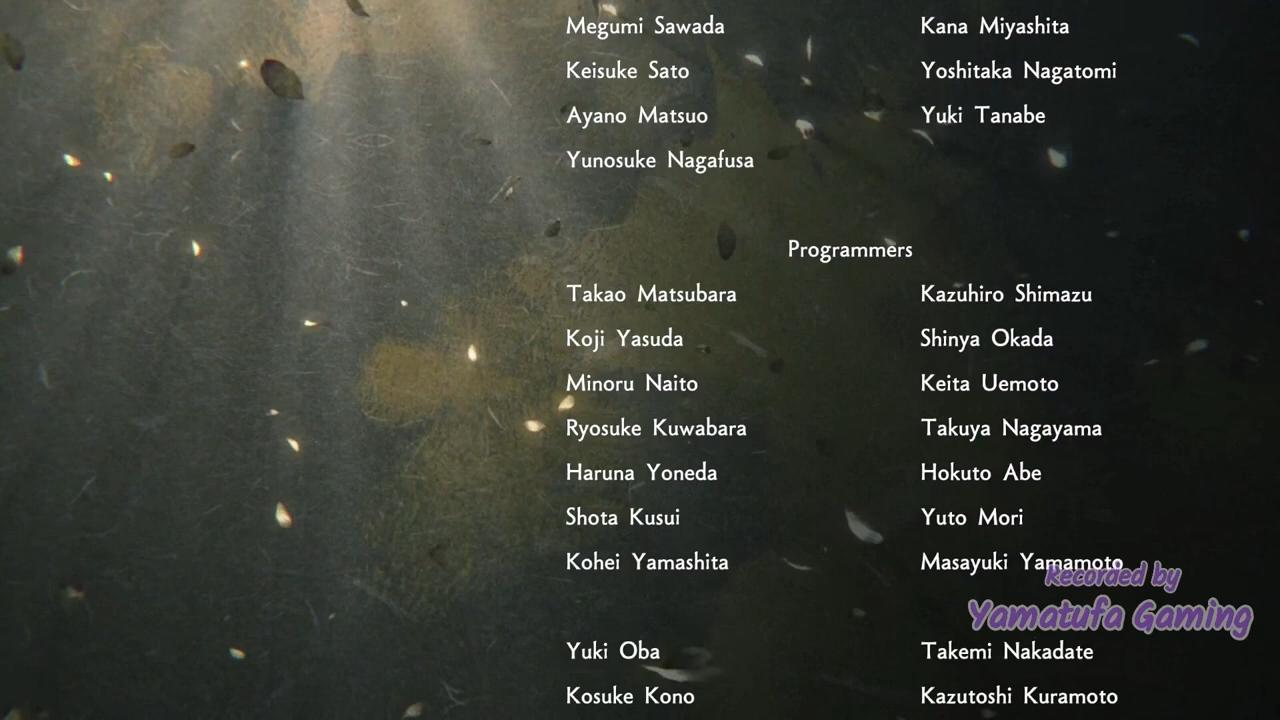 Megumi Sawada Kana Miyashita
Keisuke Sato Yoshitaka Nagatomi
Ayano Matsuo Yuki Tanabe
Yunosuke Nagafusa
Programmers
Takao Matsubara Kazuhiro Shimazu
Koji Yasuda Shinya Okada
Minoru Naito Keita Uemoto
Ryosuke Kuwabara Takuya Nagayama
Haruna Yoneda Hokuto Abe
Shota Kusui Yuto Mori
Kohei Yamashita Masayuki Yamamoto
Recorded by
Yamatufa Gaming
Yuki Oba Takemi Nakadate
Kosuke Kono Kazutoshi Kuramoto